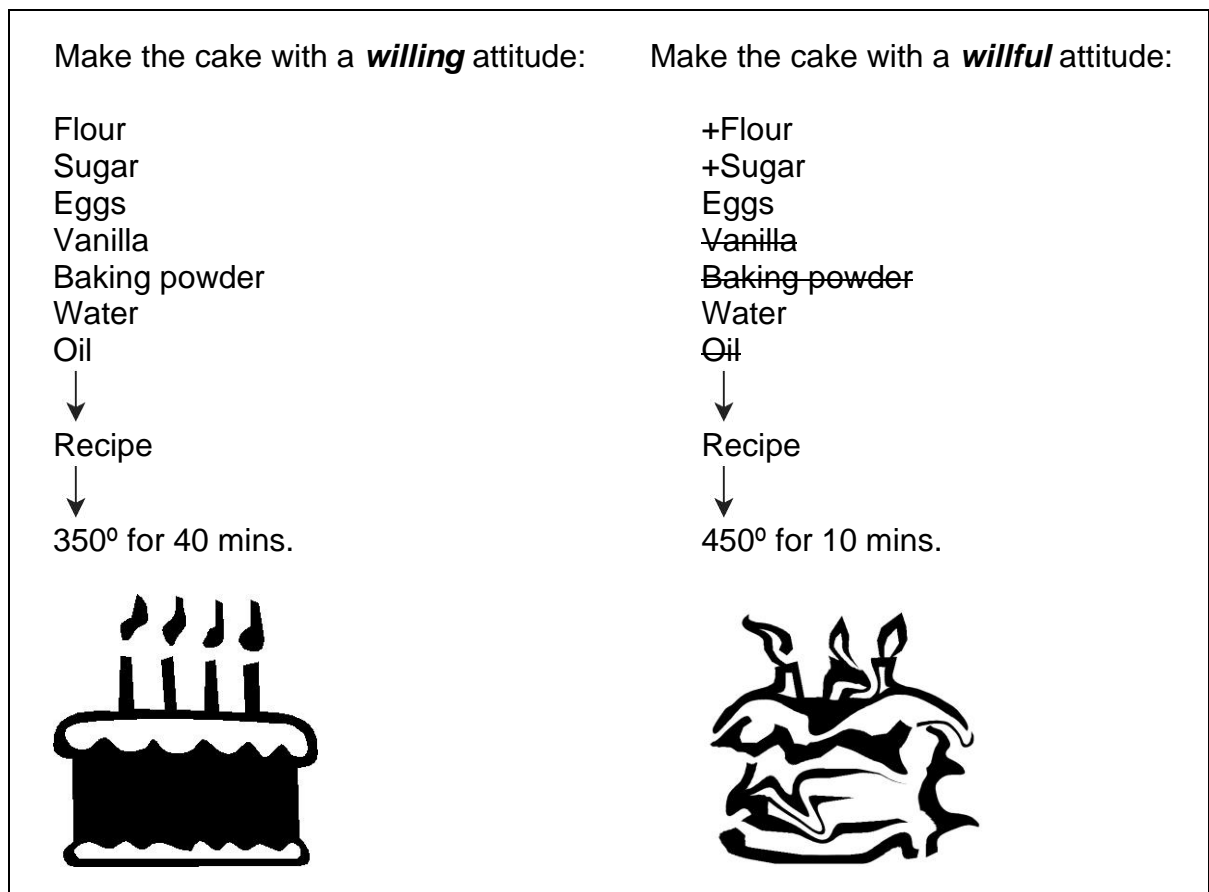 Make the cake with a willing attitude:
Flour
Sugar
Eggs
Vanilla
Baking powder
Water
Oil
Recipe
350º for 40 mins.
Make the cake with a willful attitude:
+Flour
+Sugar
Eggs
Vanilla
Baking powder
Water
Oil
Recipe
450º for 10 mins.